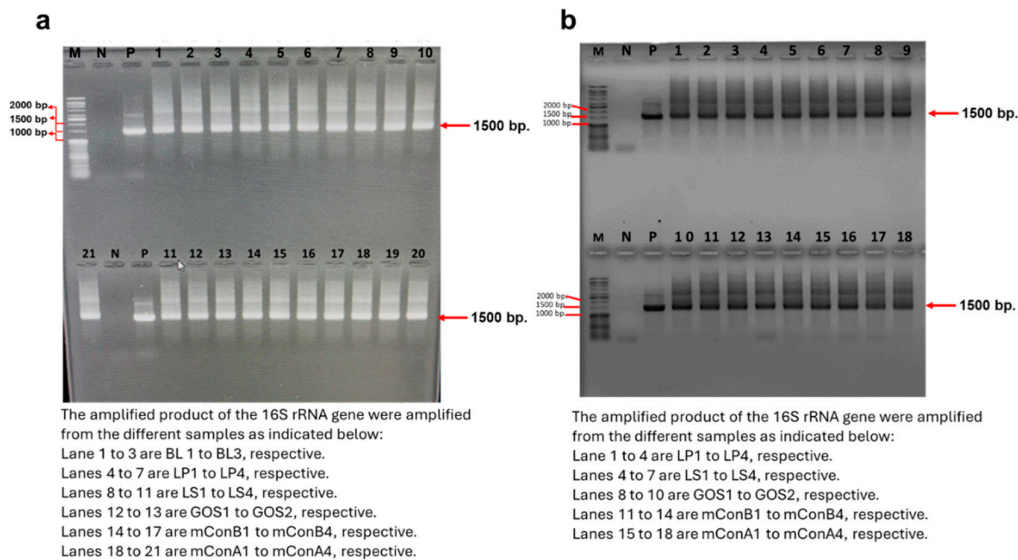 a
M N P 1 2 3 4 5 6 7 8 9 10
2000 bp
1500 bp
1000 bp
1500 bp.
21 N P 11 12 13 14 15 16 17 18 19 20
1500 bp.
The amplified product of the 16S rRNA gene were amplified
from the different samples as indicated below:
Lane 1 to 3 are BL 1 to BL3, respective.
Lanes 4 to 7 are LP1 to LP4, respective.
Lanes 8 to 11 are LS1 to LS4, respective.
Lanes 12 to 13 are GOS1 to GOS2, respective.
Lanes 14 to 17 are mConB1 to mConB4, respective.
Lanes 18 to 21 are mConA1 to mConA4, respective.
b
M N P 1 2 3 4 5 6 7 8 9
2000 bp
1500 bp
1000 bp
1500 bp.
M N P 1 0 11 12 13 14 15 16 17 18
2000 bp
1500 bp
1000 bp
1500 bp.
The amplified product of the 16S rRNA gene were amplified
from the different samples as indicated below:
Lane 1 to 4 are LP1 to LP4, respective.
Lanes 4 to 7 are LS1 to LS4, respective.
Lanes 8 to 10 are GOS1 to GOS2, respective.
Lanes 11 to 14 are mConB1 to mConB4, respective.
Lanes 15 to 18 are mConA1 to mConA4, respective.